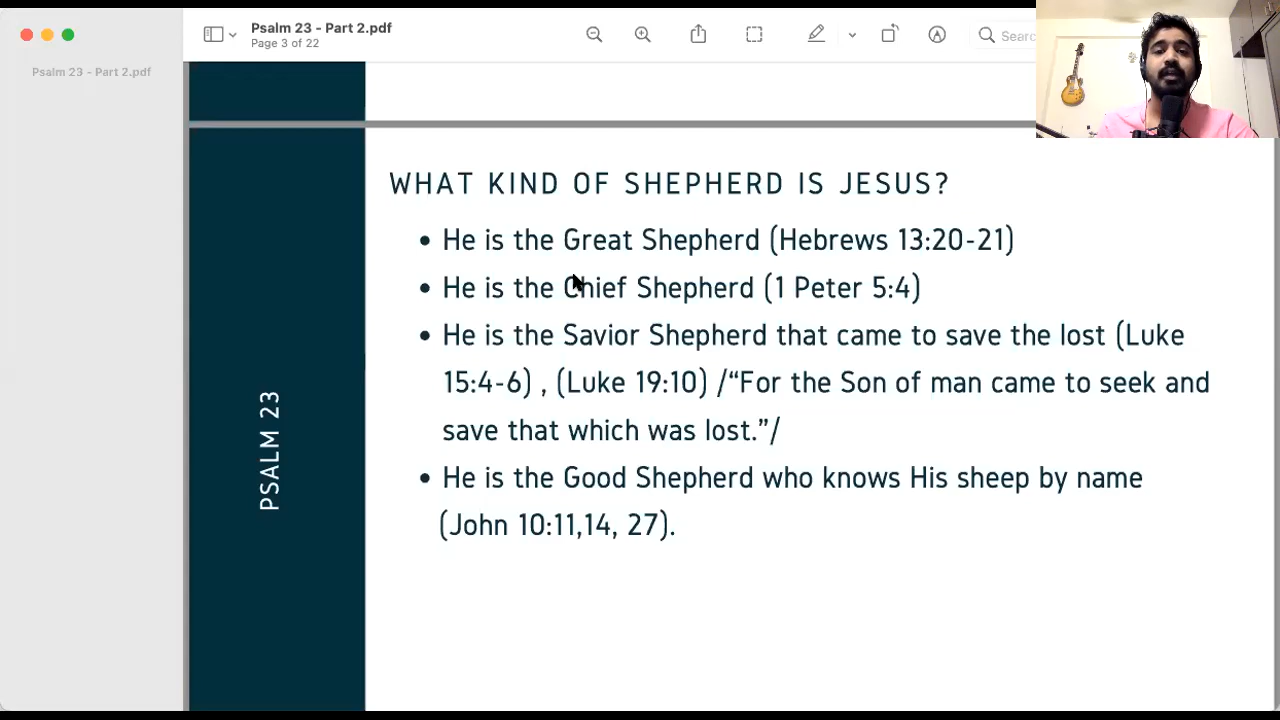 Psalm 23 - Part 2.pdf
Page 3 of 22
Searc
Psalm 23 - Part 2.pdf
WHAT KIND OF SHEPHERD IS JESUS?
• He is the Great Shepherd (Hebrews 13:20-21)
• He is the Chief Shepherd (1 Peter 5:4)
• He is the Savior Shepherd that came to save the lost (Luke
15:4-6) , (Luke 19:10) /“For the Son of man came to seek and
save that which was lost.”/
• He is the Good Shepherd who knows His sheep by name
(John 10:11,14, 27).
PSALM 23